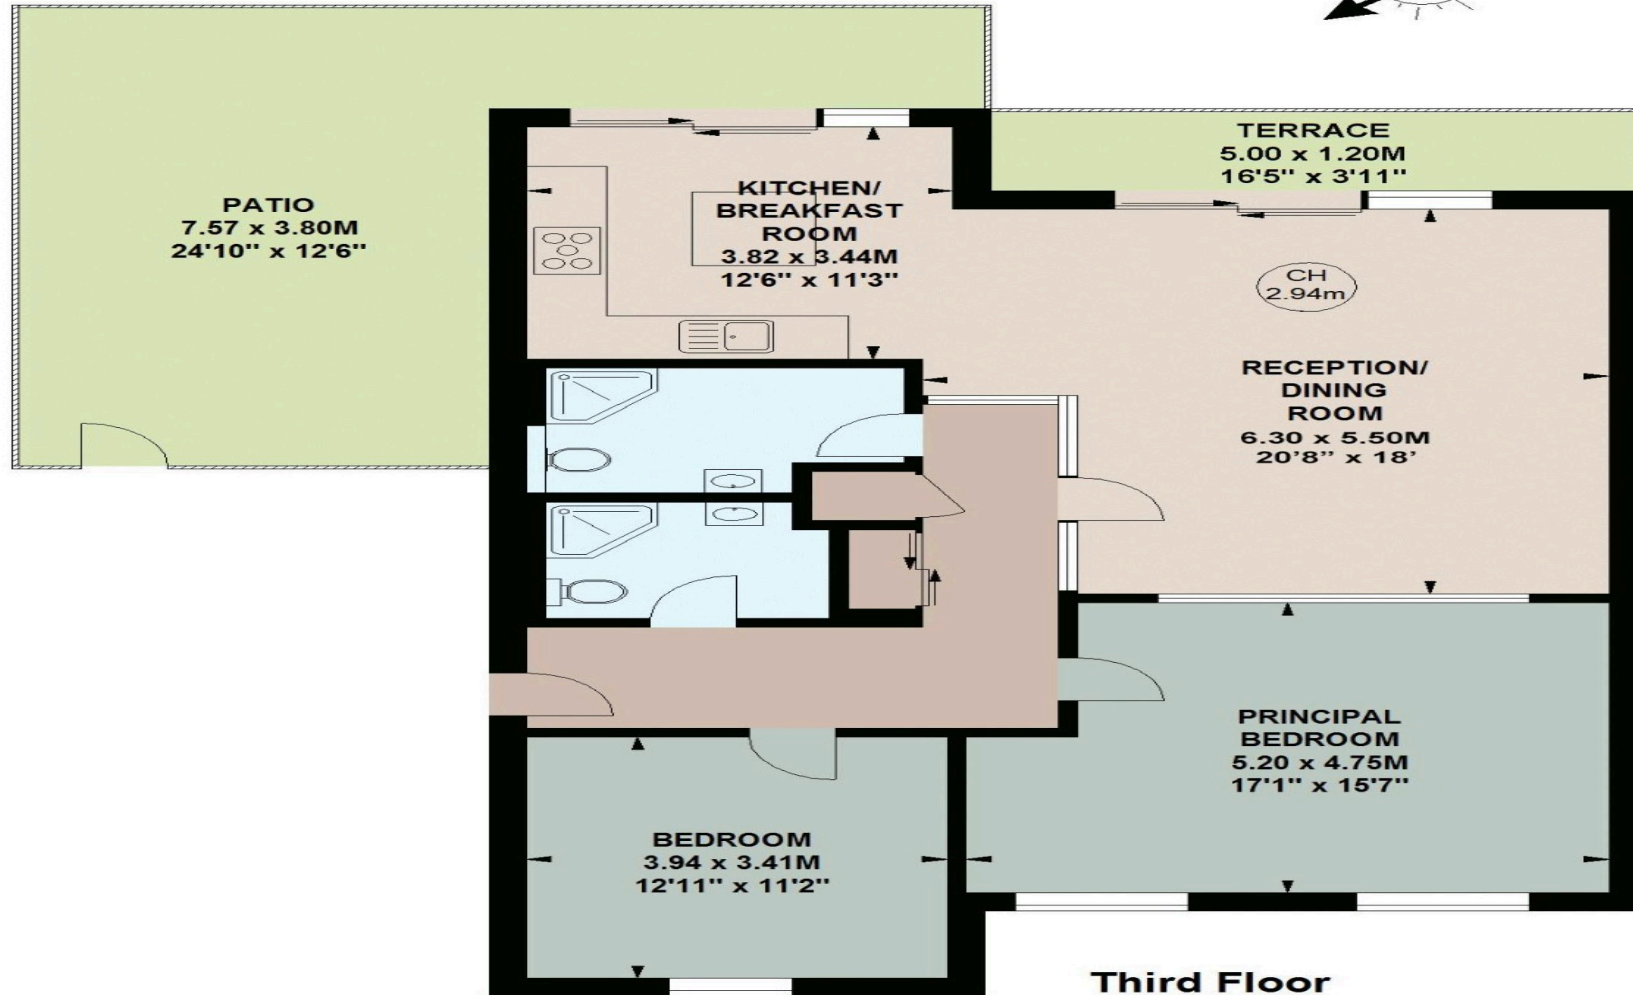 TERRACE
5.00 x 1.20M
16'5" x 3'11"
PATIO
7.57 x 3.80M
24'10" x 12'6"
KITCHEN/
BREAKFAST
ROOM
3.82 x 3.44M
12'6" x 11'3"
CH
2.94m
RECEPTION/
DINING
ROOM
6.30 x 5.50M
20'8” x 18'
PRINCIPAL
BEDROOM
5.20 x 4.75M
17'1" x 15'7"
BEDROOM
3.94 x 3.41M
12'11" x 11'2"
Third Floor